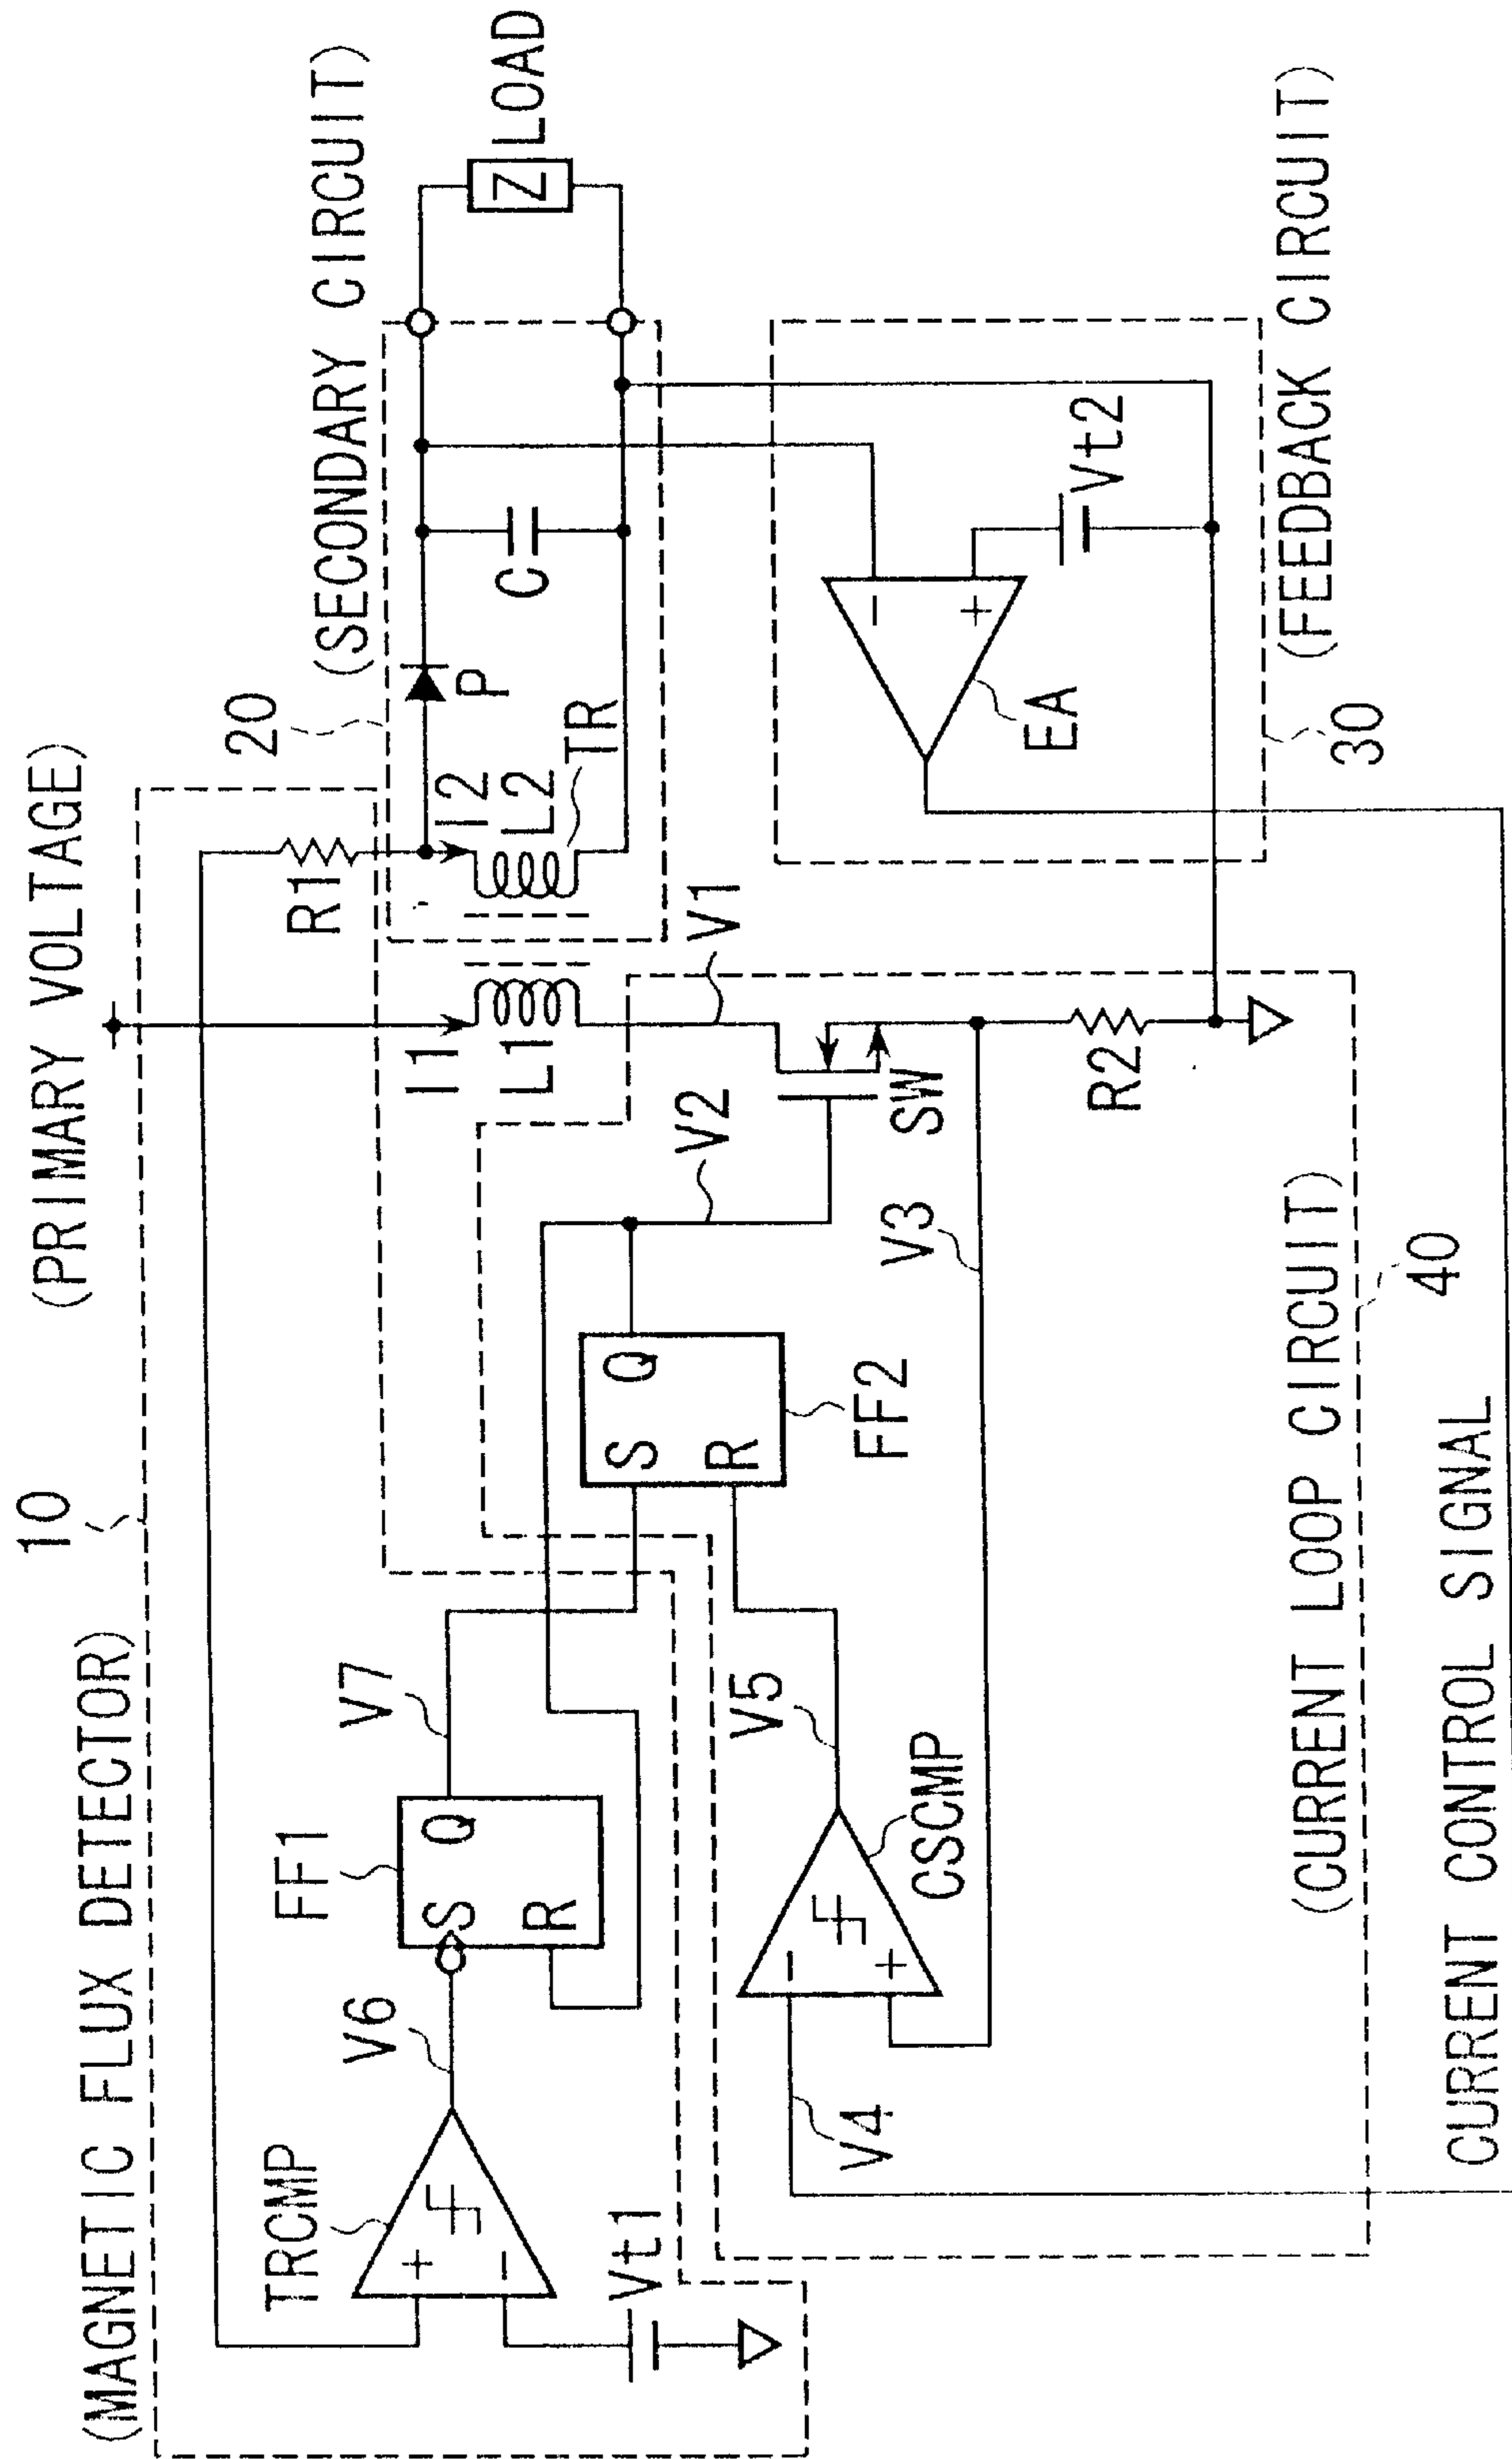 (PRIMARY VOLTAGE)
10
(MAGNETIC FLUX DETECTOR)
20
(SECONDARY CIRCUIT)
R1
TRCMP
+
−
Vt1
V6
FF1
S
Q
R
V7
I1
L1
I2
L2
TR
P
C
Z
LOAD
V1
V2
FF2
S
Q
R
SW
V5
CSCMP
−
+
V4
V3
R2
EA
−
+
Vt2
30
(FEEDBACK CIRCUIT)
(CURRENT LOOP CIRCUIT)
40
CURRENT CONTROL SIGNAL